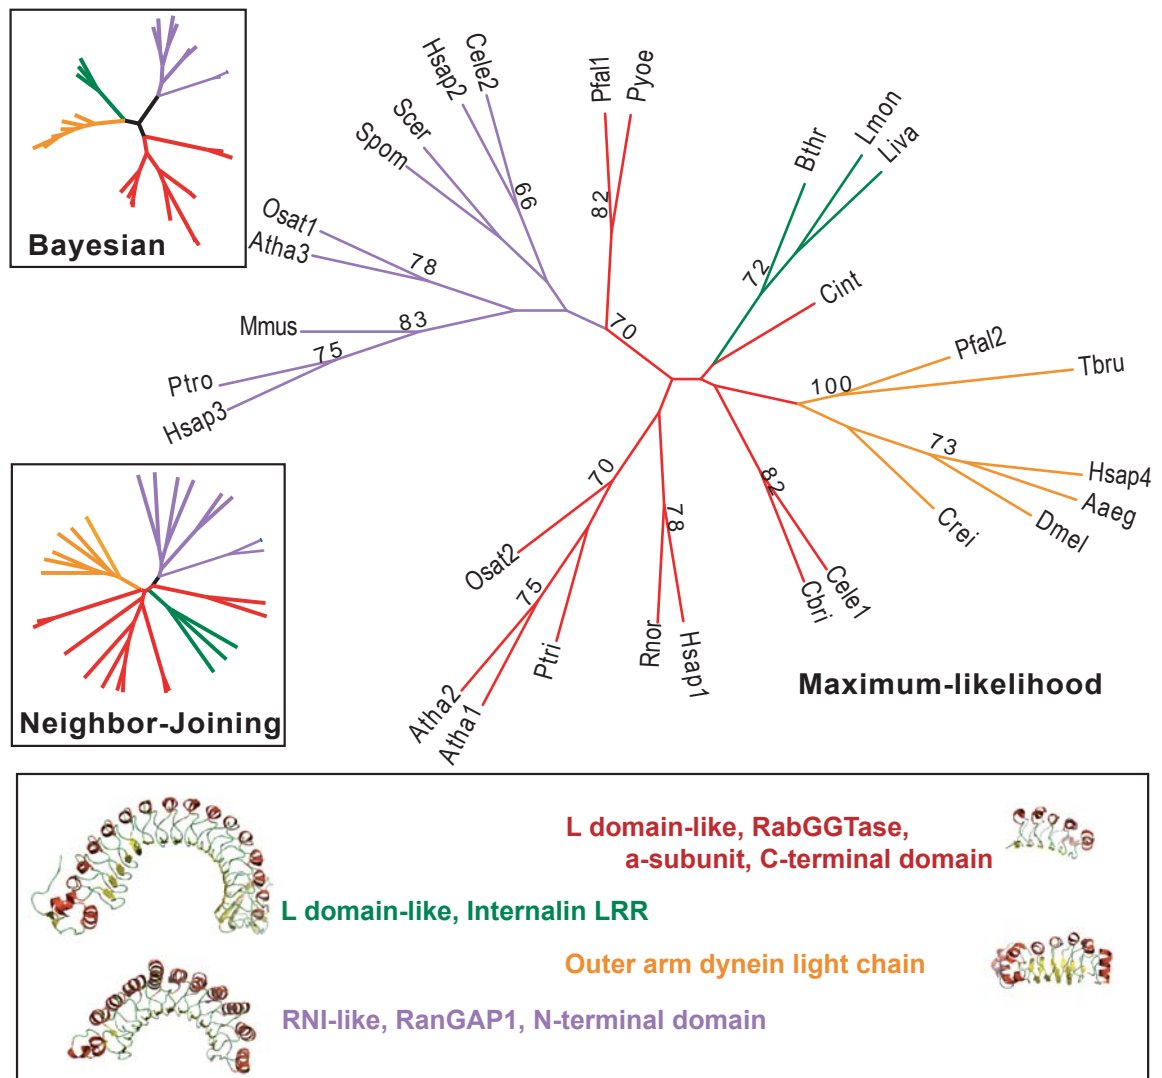 Bayesian
Neighbor-Joining
Maximum-likelihood
Cele2
Hsap2
Scer
Spom
Osat1
Atha3
Mmus
Ptro
Hsap3
Pfal1
Pyoe
Bthr
Lmon
Liva
Cint
Pfal2
Tbru
Hsap4
Aaeg
Dmel
Crei
Cele1
Cbri
Hsap1
Rnor
Ptri
Atha1
Atha2
Osat2
66
78
83
75
82
70
72
100
73
82
78
70
75
L domain-like, RabGGTase,
a-subunit, C-terminal domain
L domain-like, Internalin LRR
Outer arm dynein light chain
RNI-like, RanGAP1, N-terminal domain